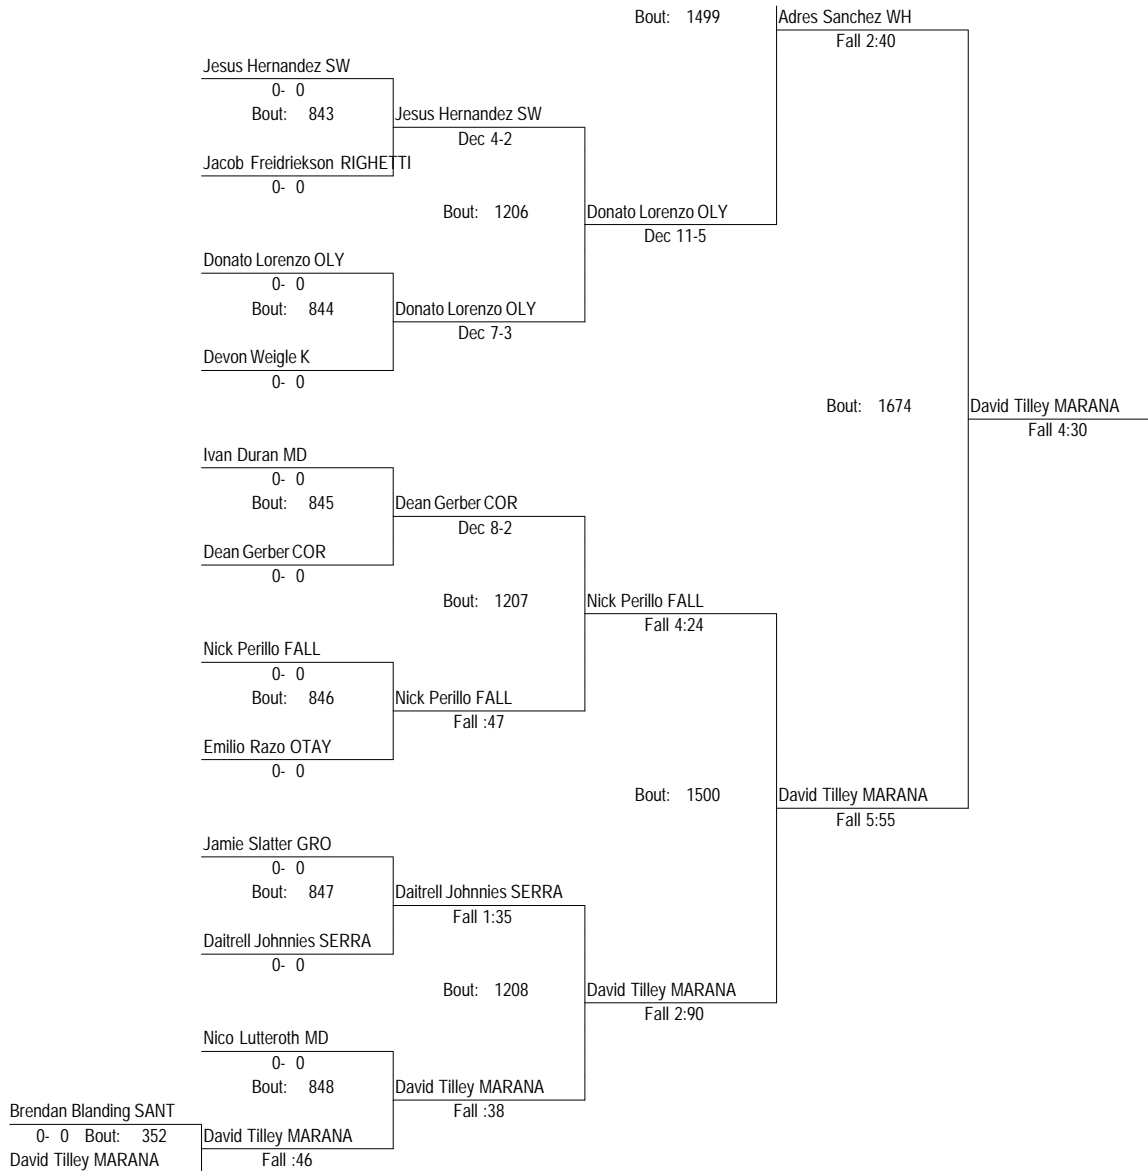 Bout: 1499 Adres Sanchez WH
Fall 2:40
Jesus Hernandez SW
0- 0
Bout: 843 Jesus Hernandez SW
Dec 4-2
Jacob Freidriekson RIGHETTI
0- 0
Bout: 1206 Donato Lorenzo OLY
Dec 11-5
Donato Lorenzo OLY
0- 0
Bout: 844 Donato Lorenzo OLY
Dec 7-3
Devon Weigle K
0- 0
Bout: 1674 David Tilley MARANA
Fall 4:30
Ivan Duran MD
0- 0
Bout: 845 Dean Gerber COR
Dec 8-2
Dean Gerber COR
0- 0
Bout: 1207 Nick Perillo FALL
Fall 4:24
Nick Perillo FALL
0- 0
Bout: 846 Nick Perillo FALL
Fall :47
Emilio Razo OTAY
0- 0
Bout: 1500 David Tilley MARANA
Fall 5:55
Jamie Slatter GRO
0- 0
Bout: 847 Daitrell Johnnies SERRA
Fall 1:35
Daitrell Johnnies SERRA
0- 0
Bout: 1208 David Tilley MARANA
Fall 2:90
Nico Lutteroth MD
0- 0
Bout: 848 David Tilley MARANA
Fall :38
Brendan Blanding SANT
0- 0 Bout: 352 David Tilley MARANA
David Tilley MARANA Fall :46